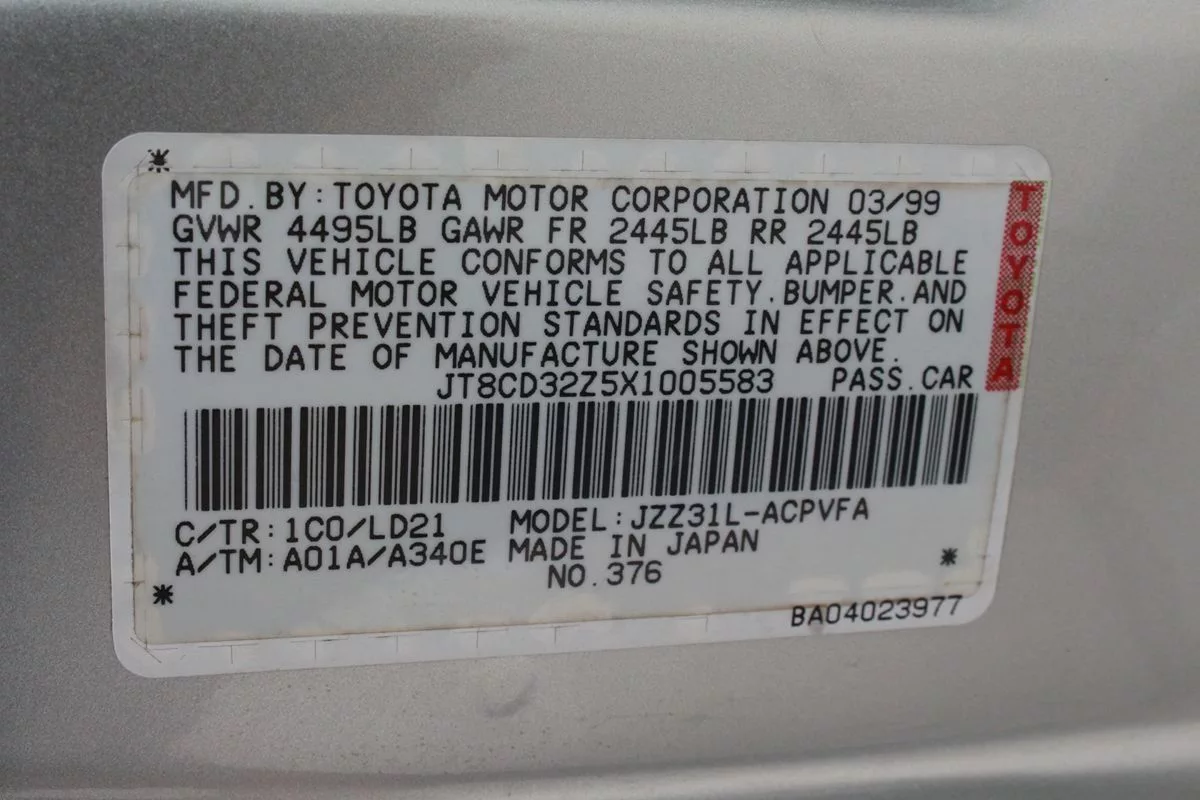 MFD.BY:TOYOTA MOTOR CORPORATION 03/99
GVWR 4495LB GAWR FR 2445LB RR 2445LB
THIS VEHICLE CONFORMS TO ALL APPLICABLE
FEDERAL MOTOR VEHICLE SAFETY.BUMPER.AND
THEFT PREVENTION STANDARDS IN EFFECT ON
THE DATE OF MANUFACTURE SHOWN ABOVE.
JT8CD32Z5X1005583 PASS.CAR
TOYOTA
C/TR:1C0/LD21 MODEL:JZZ31L-ACPVFA
A/TM:A01A/A340E MADE IN JAPAN
NO.376
BA04023977